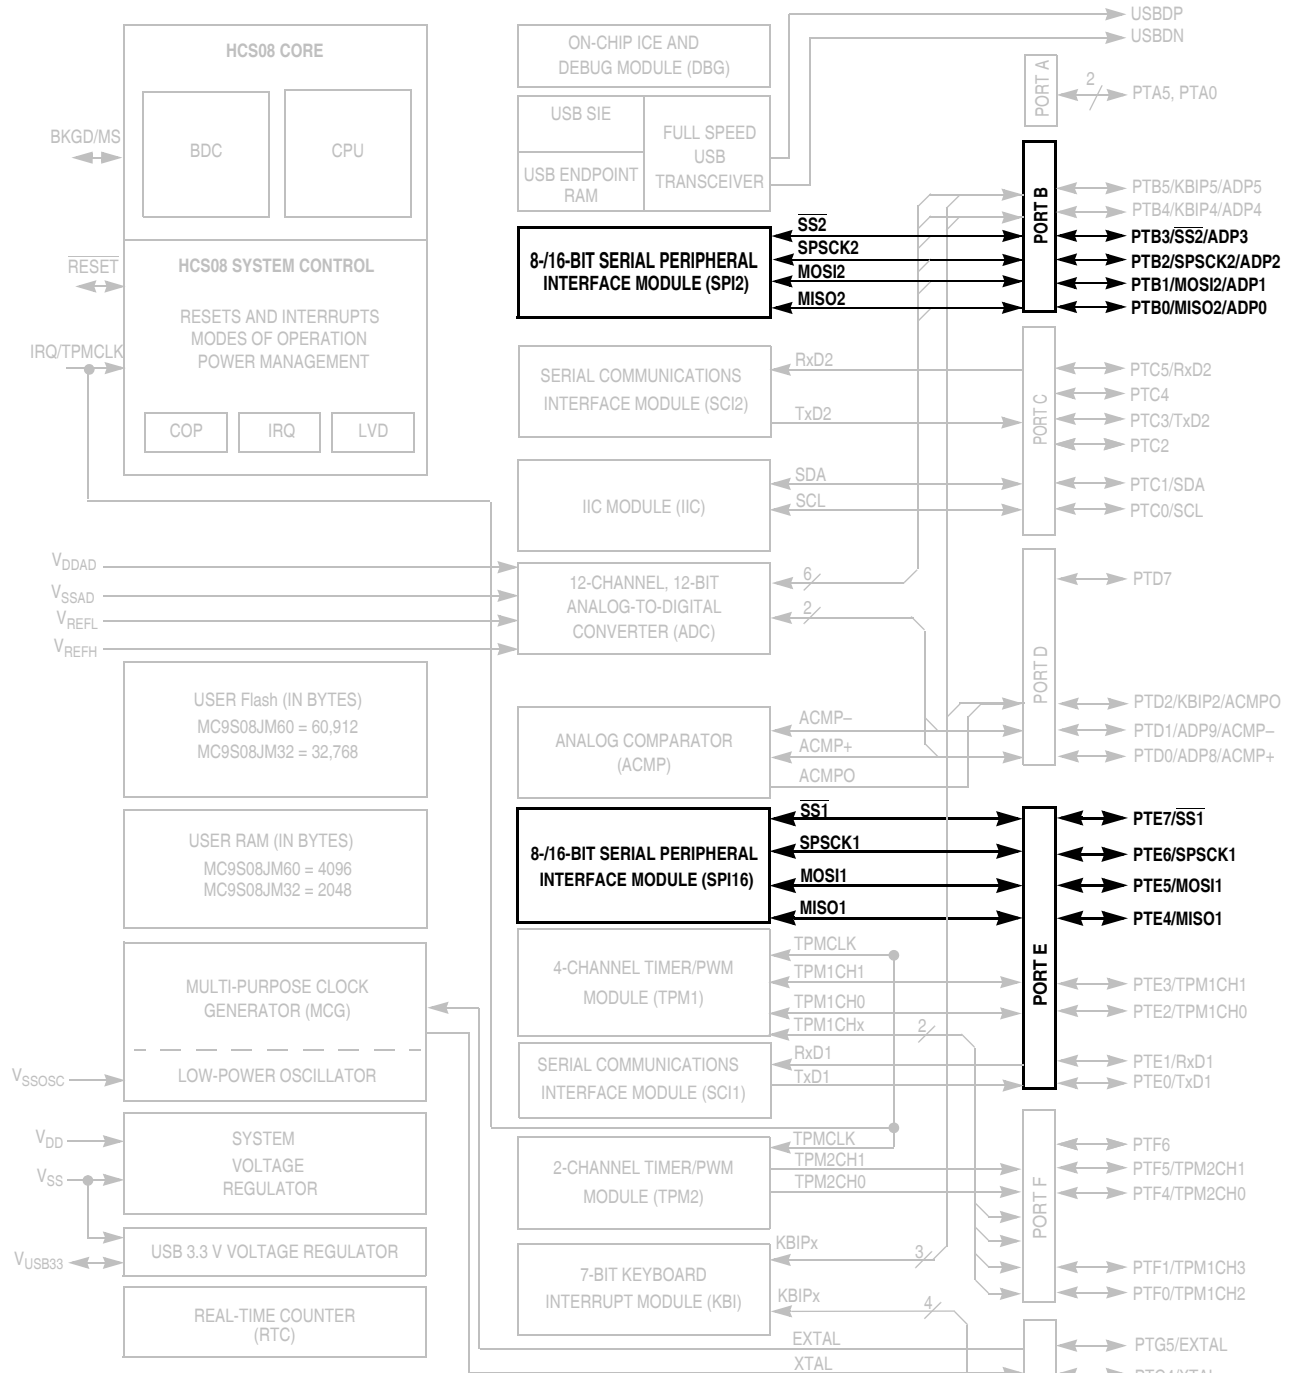 HCS08 CORE
BDC
CPU
BKGD/MS
RESET
HCS08 SYSTEM CONTROL
RESETS AND INTERRUPTS
MODES OF OPERATION
POWER MANAGEMENT
IRQ/TPMCLK
COP
IRQ
LVD
VDDAD
VSSAD
VREFL
VREFH
USER Flash (IN BYTES)
MC9S08JM60 = 60,912
MC9S08JM32 = 32,768
USER RAM (IN BYTES)
MC9S08JM60 = 4096
MC9S08JM32 = 2048
MULTI-PURPOSE CLOCK
GENERATOR (MCG)
LOW-POWER OSCILLATOR
VSSOSC
VDD
VSS
SYSTEM
VOLTAGE
REGULATOR
VUSB33
USB 3.3 V VOLTAGE REGULATOR
REAL-TIME COUNTER
(RTC)
ON-CHIP ICE AND
DEBUG MODULE (DBG)
USB SIE
USB ENDPOINT
RAM
FULL SPEED
USB
TRANSCEIVER
8-/16-BIT SERIAL PERIPHERAL
INTERFACE MODULE (SPI2)
SS2
SPSCK2
MOSI2
MISO2
SERIAL COMMUNICATIONS
INTERFACE MODULE (SCI2)
RxD2
TxD2
IIC MODULE (IIC)
SDA
SCL
12-CHANNEL, 12-BIT
ANALOG-TO-DIGITAL
CONVERTER (ADC)
6
2
ANALOG COMPARATOR
(ACMP)
ACMP–
ACMP+
ACMPO
8-/16-BIT SERIAL PERIPHERAL
INTERFACE MODULE (SPI16)
SS1
SPSCK1
MOSI1
MISO1
4-CHANNEL TIMER/PWM
MODULE (TPM1)
TPMCLK
TPM1CH1
TPM1CH0
TPM1CHx
2
SERIAL COMMUNICATIONS
INTERFACE MODULE (SCI1)
RxD1
TxD1
2-CHANNEL TIMER/PWM
MODULE (TPM2)
TPMCLK
TPM2CH1
TPM2CH0
7-BIT KEYBOARD
INTERRUPT MODULE (KBI)
KBIPx
3
KBIPx
4
EXTAL
XTAL
USBDP
USBDN
PORT A
2
PTA5, PTA0
PORT B
PTB5/KBIP5/ADP5
PTB4/KBIP4/ADP4
PTB3/SS2/ADP3
PTB2/SPSCK2/ADP2
PTB1/MOSI2/ADP1
PTB0/MISO2/ADP0
PORT C
PTC5/RxD2
PTC4
PTC3/TxD2
PTC2
PTC1/SDA
PTC0/SCL
PORT D
PTD7
PTD2/KBIP2/ACMPO
PTD1/ADP9/ACMP–
PTD0/ADP8/ACMP+
PORT E
PTE7/SS1
PTE6/SPSCK1
PTE5/MOSI1
PTE4/MISO1
PTE3/TPM1CH1
PTE2/TPM1CH0
PTE1/RxD1
PTE0/TxD1
PORT F
PTF6
PTF5/TPM2CH1
PTF4/TPM2CH0
PTF1/TPM1CH3
PTF0/TPM1CH2
PTG5/EXTAL